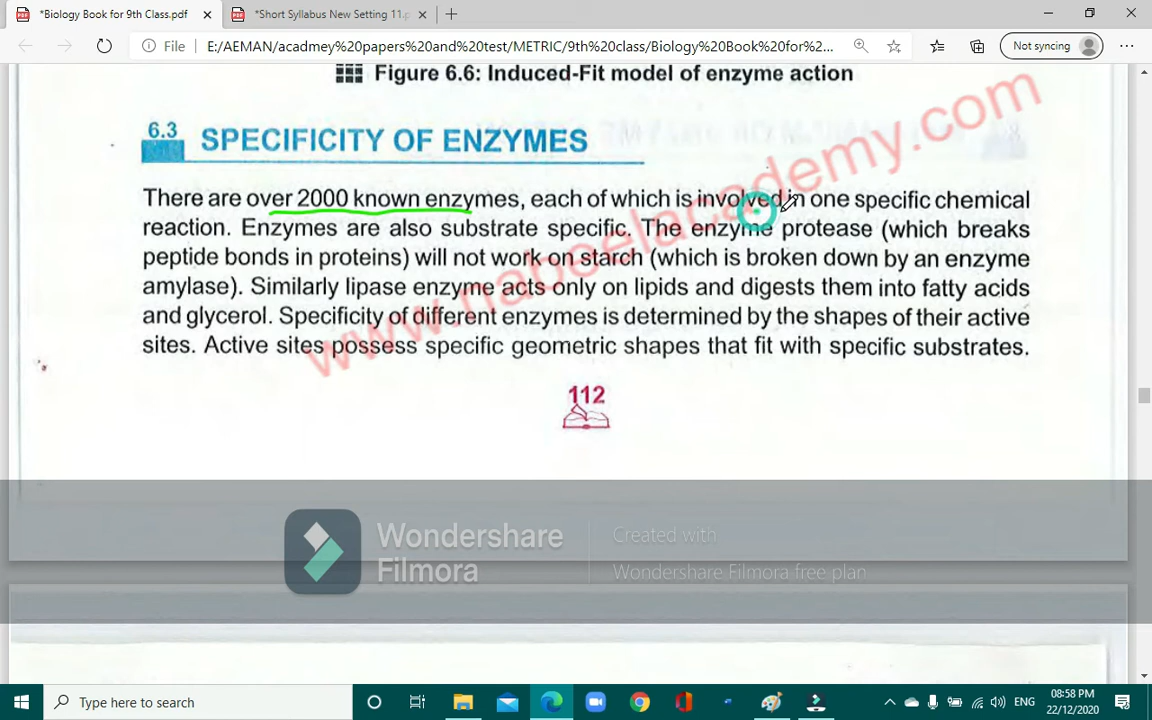 *Biology Book for 9th Class.pdf
*Short Syllabus New Setting 11.p
File
E:/AEMAN/acadmey%20papers%20and%20test/METRIC/9th%20class/Biology%20Book%20for%2...
Not syncing
Figure 6.6: Induced-Fit model of enzyme action
6.3 SPECIFICITY OF ENZYMES
There are over 2000 known enzymes, each of which is involved in one specific chemical
reaction. Enzymes are also substrate specific. The enzyme protease (which breaks
peptide bonds in proteins) will not work on starch (which is broken down by an enzyme
amylase). Similarly lipase enzyme acts only on lipids and digests them into fatty acids
and glycerol. Specificity of different enzymes is determined by the shapes of their active
sites. Active sites possess specific geometric shapes that fit with specific substrates.
www.nabeelacademy.com
112
Wondershare
Filmora
Created with
Wondershare Filmora free plan
Type here to search
ENG
08:58 PM
22/12/2020